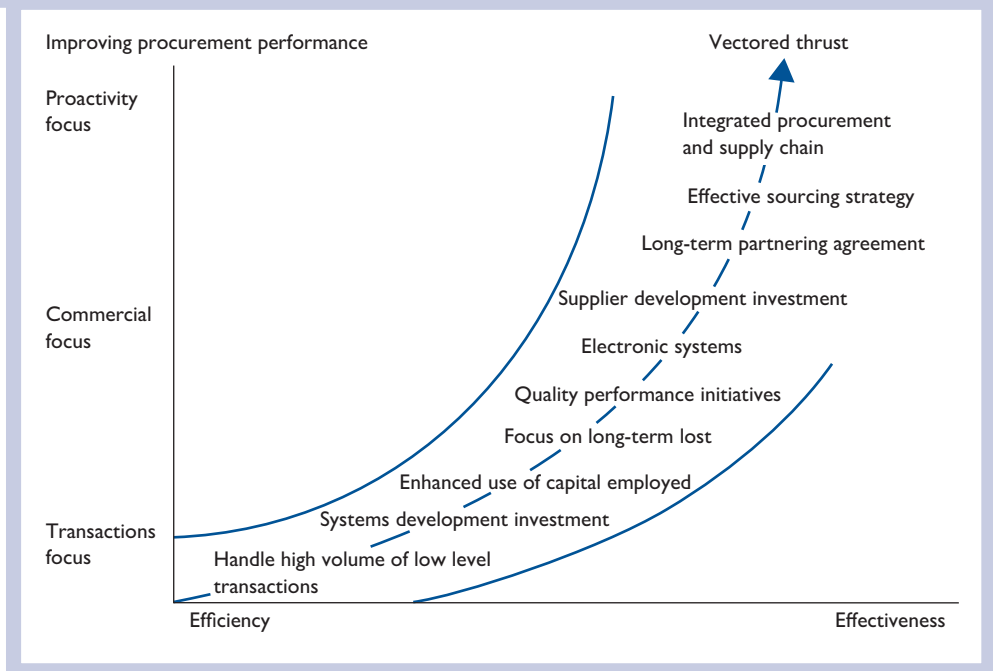 Improving procurement performance
Vectored thrust
Proactivity
focus
Integrated procurement
and supply chain
Effective sourcing strategy
Long-term partnering agreement
Supplier development investment
Commercial
focus
Electronic systems
Quality performance initiatives
Focus on long-term lost
Enhanced use of capital employed
Systems development investment
Transactions
focus
Handle high volume of low level
transactions
Efficiency
Effectiveness